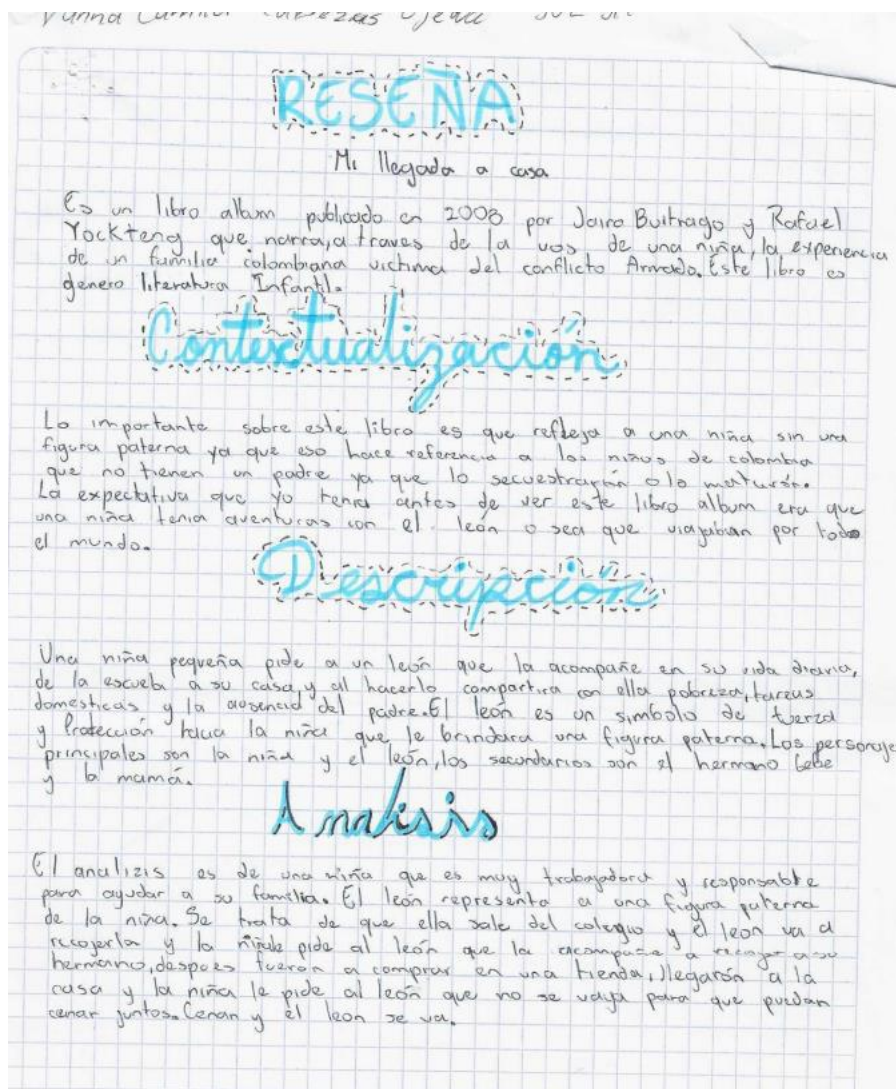 RESEÑA
Mi llegada a casa
Es un libro album publicado en 2008 por Jairo Buitrago y Rafael
Yockteng que narra, a traves de la vos de una niña, la experiencia
de un familia colombiana victima del conflicto Armado. Este libro es
genero literatura Infantil.
Contextualización
Lo importante sobre este libro es que refleja a una niña sin una
figura paterna ya que eso hace referencia a los niños de colombia
que no tienen un padre ya que lo secuestrarón o lo maturón.
La expectativa que yo tenia antes de ver este libro album era que
una niña tenia aventuras con el león o sea que viajaban por todo
el mundo.
Descripción
Una niña pequeña pide a un león que la acompañe en su vida diaria,
de la escuela a su casa, y al hacerlo compartira con ella pobreza, tareas
domesticas y la ausencia del padre. El león es un simbolo de fuerza
y Protección hacia la niña que le brindara una figura paterna. Los personaje
principales son la niña y el león, los secundarios son el hermano bebe
y la mamá.
Analisis
El analizis es de una niña que es muy trabajadora y responsable
para ayudar a su familia. El león representa a una figura paterna
de la niña. Se trata de que ella sale del colegio y el leon va a
recojerla y la niña le pide al león que la acompañe a recoger a su
hermano, despues fueron a comprar en una tienda, llegarón a la
casa y la niña le pide al león que no se vaya para que puedan
cenar juntos. Cenan y el leon se va.